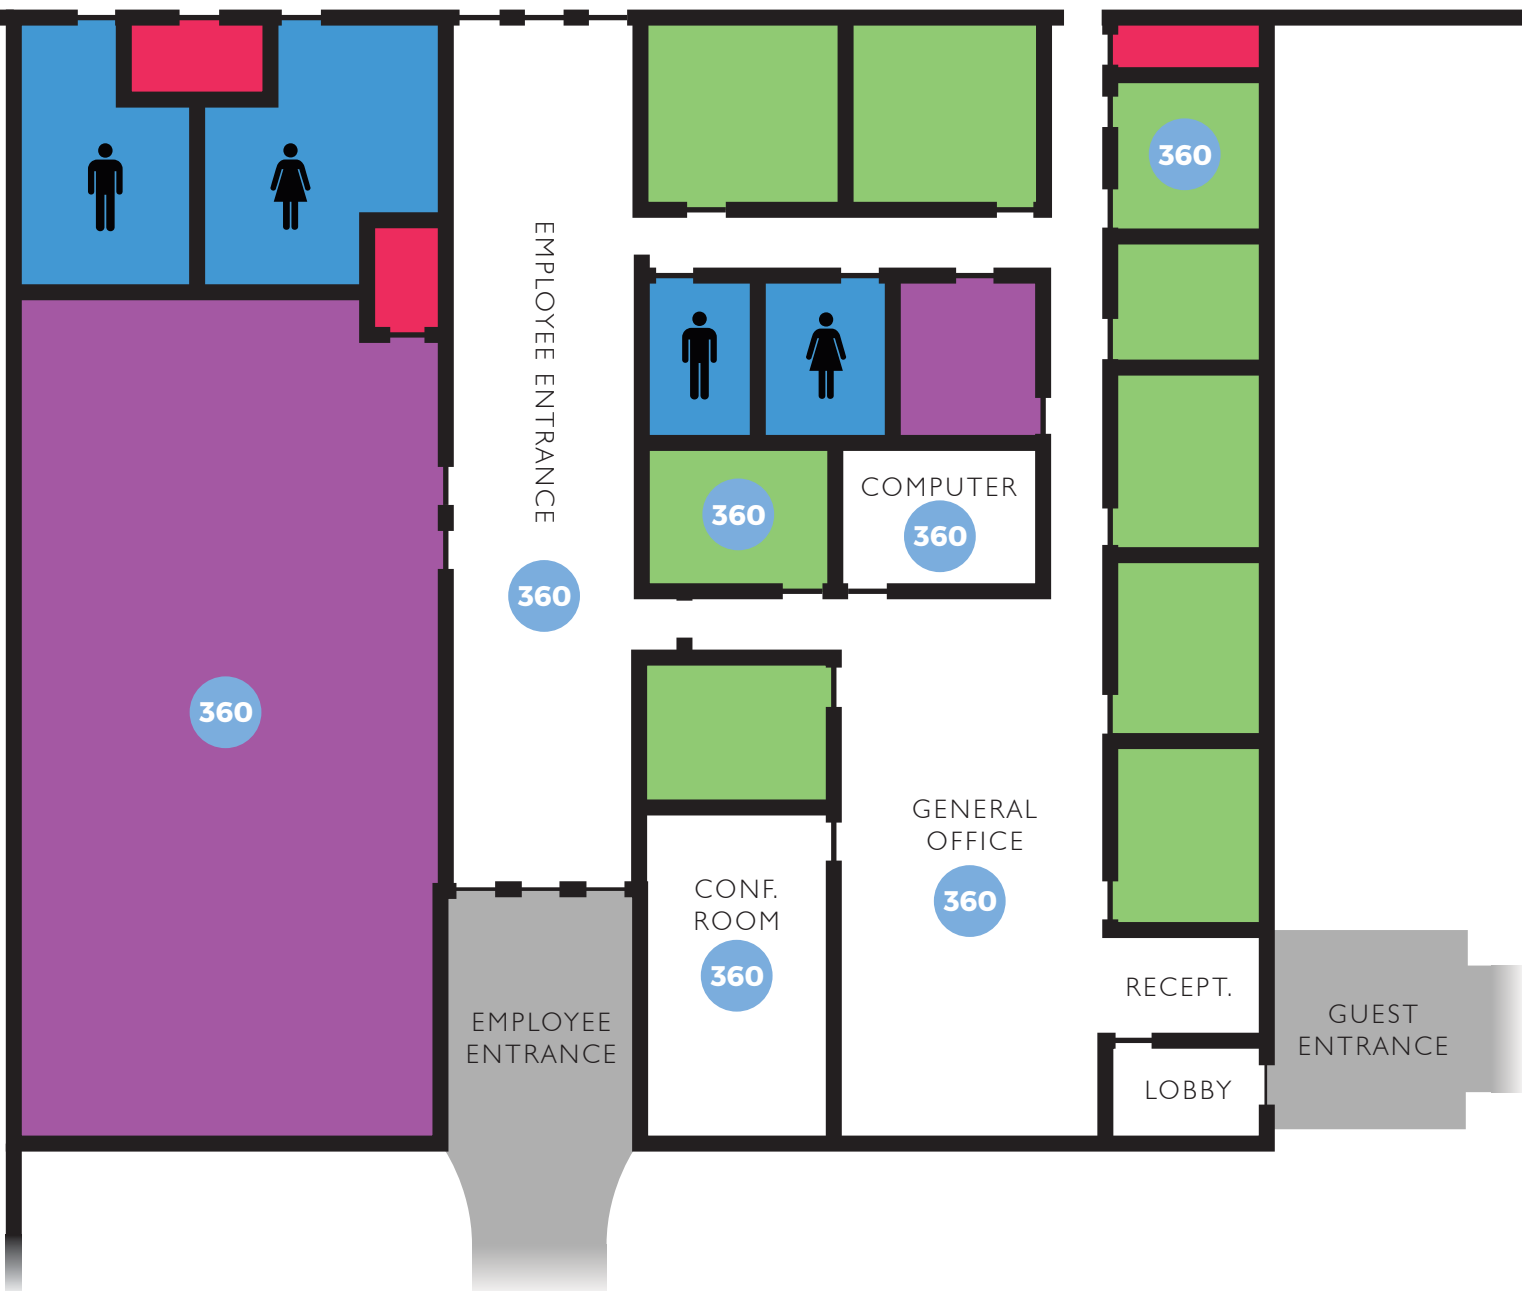 360
EMPLOYEE ENTRANCE
COMPUTER
360
360
360
360
GENERAL
OFFICE
360
CONF.
ROOM
360
RECEPT.
EMPLOYEE
ENTRANCE
GUEST
ENTRANCE
LOBBY